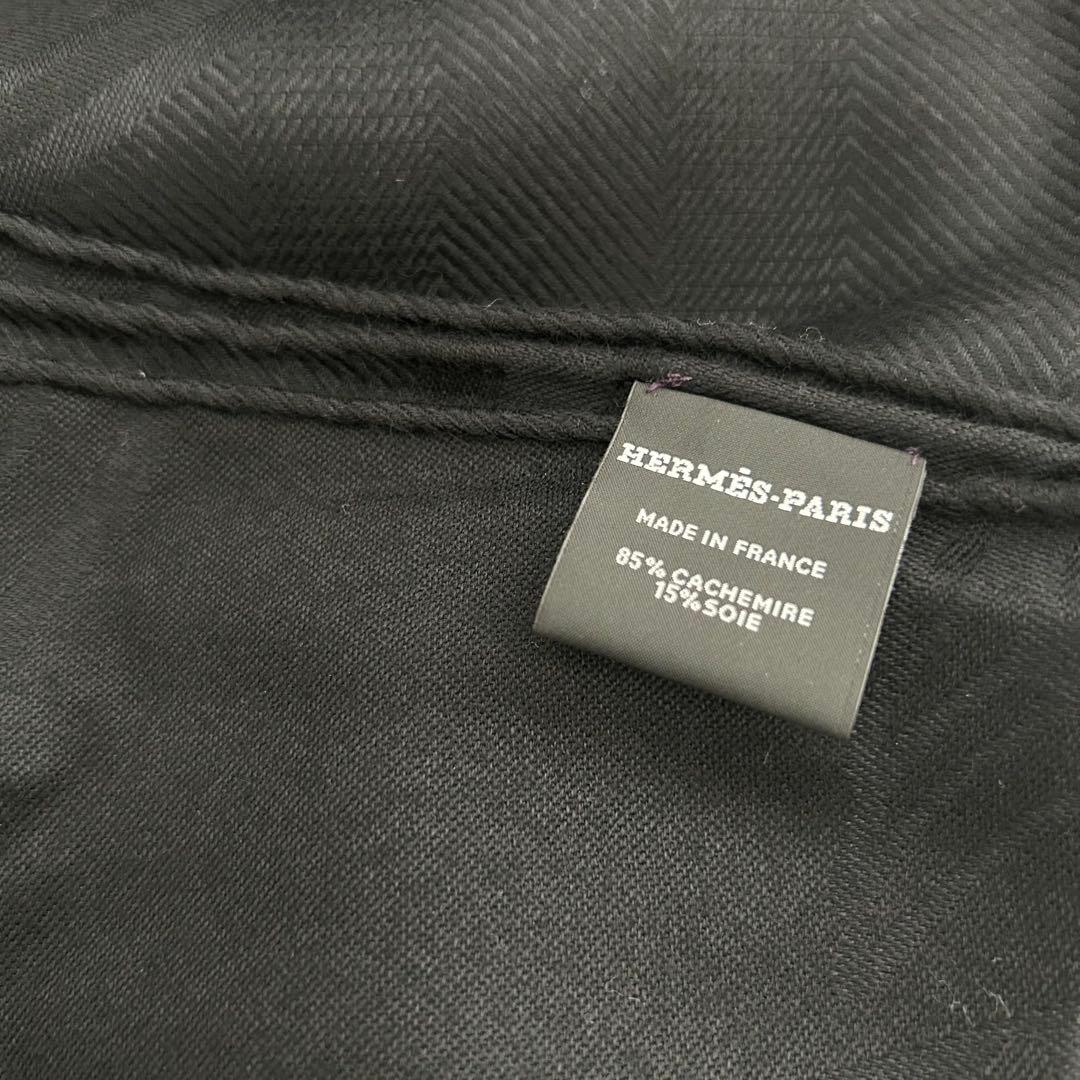 HERMÈS-PARIS
MADE IN FRANCE
85% CACHEMIRE
15% SOIE